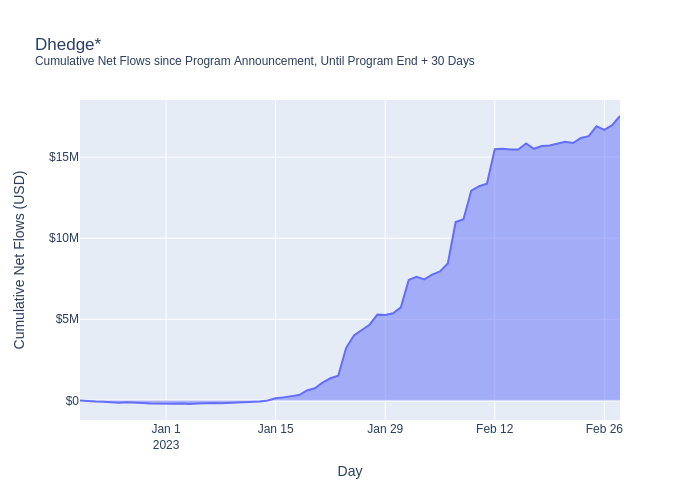 Dhedge*
Cumulative Net Flows since Program Announcement, Until Program End + 30 Days
Cumulative Net Flows (USD)
$15M
$10M
$5M
$0
Jan 1
2023
Jan 15
Jan 29
Feb 12
Feb 26
Day